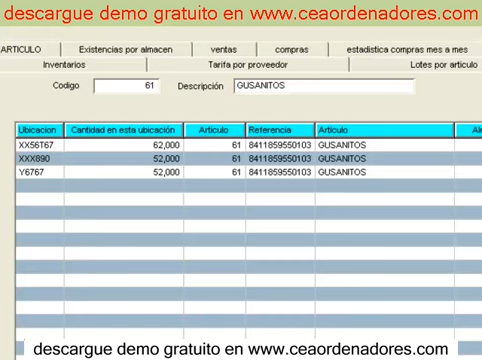 descargue demo gratuito en www.ceaordenadores.com
ARTICULO Existencias por almacen ventas compras estadistica compras mes a mes
Inventarios Tarifa por proveedor Lotes por articulo
Codigo 61 Descripción GUSANITOS
Ubicacion Cantidad en esta ubicación Articulo Referencia Articulo
XX56T67 62,000 61 8411859550103 GUSANITOS
XXX890 52,000 61 8411859550103 GUSANITOS
Y6767 52,000 61 8411859550103 GUSANITOS
descargue demo gratuito en www.ceaordenadores.com